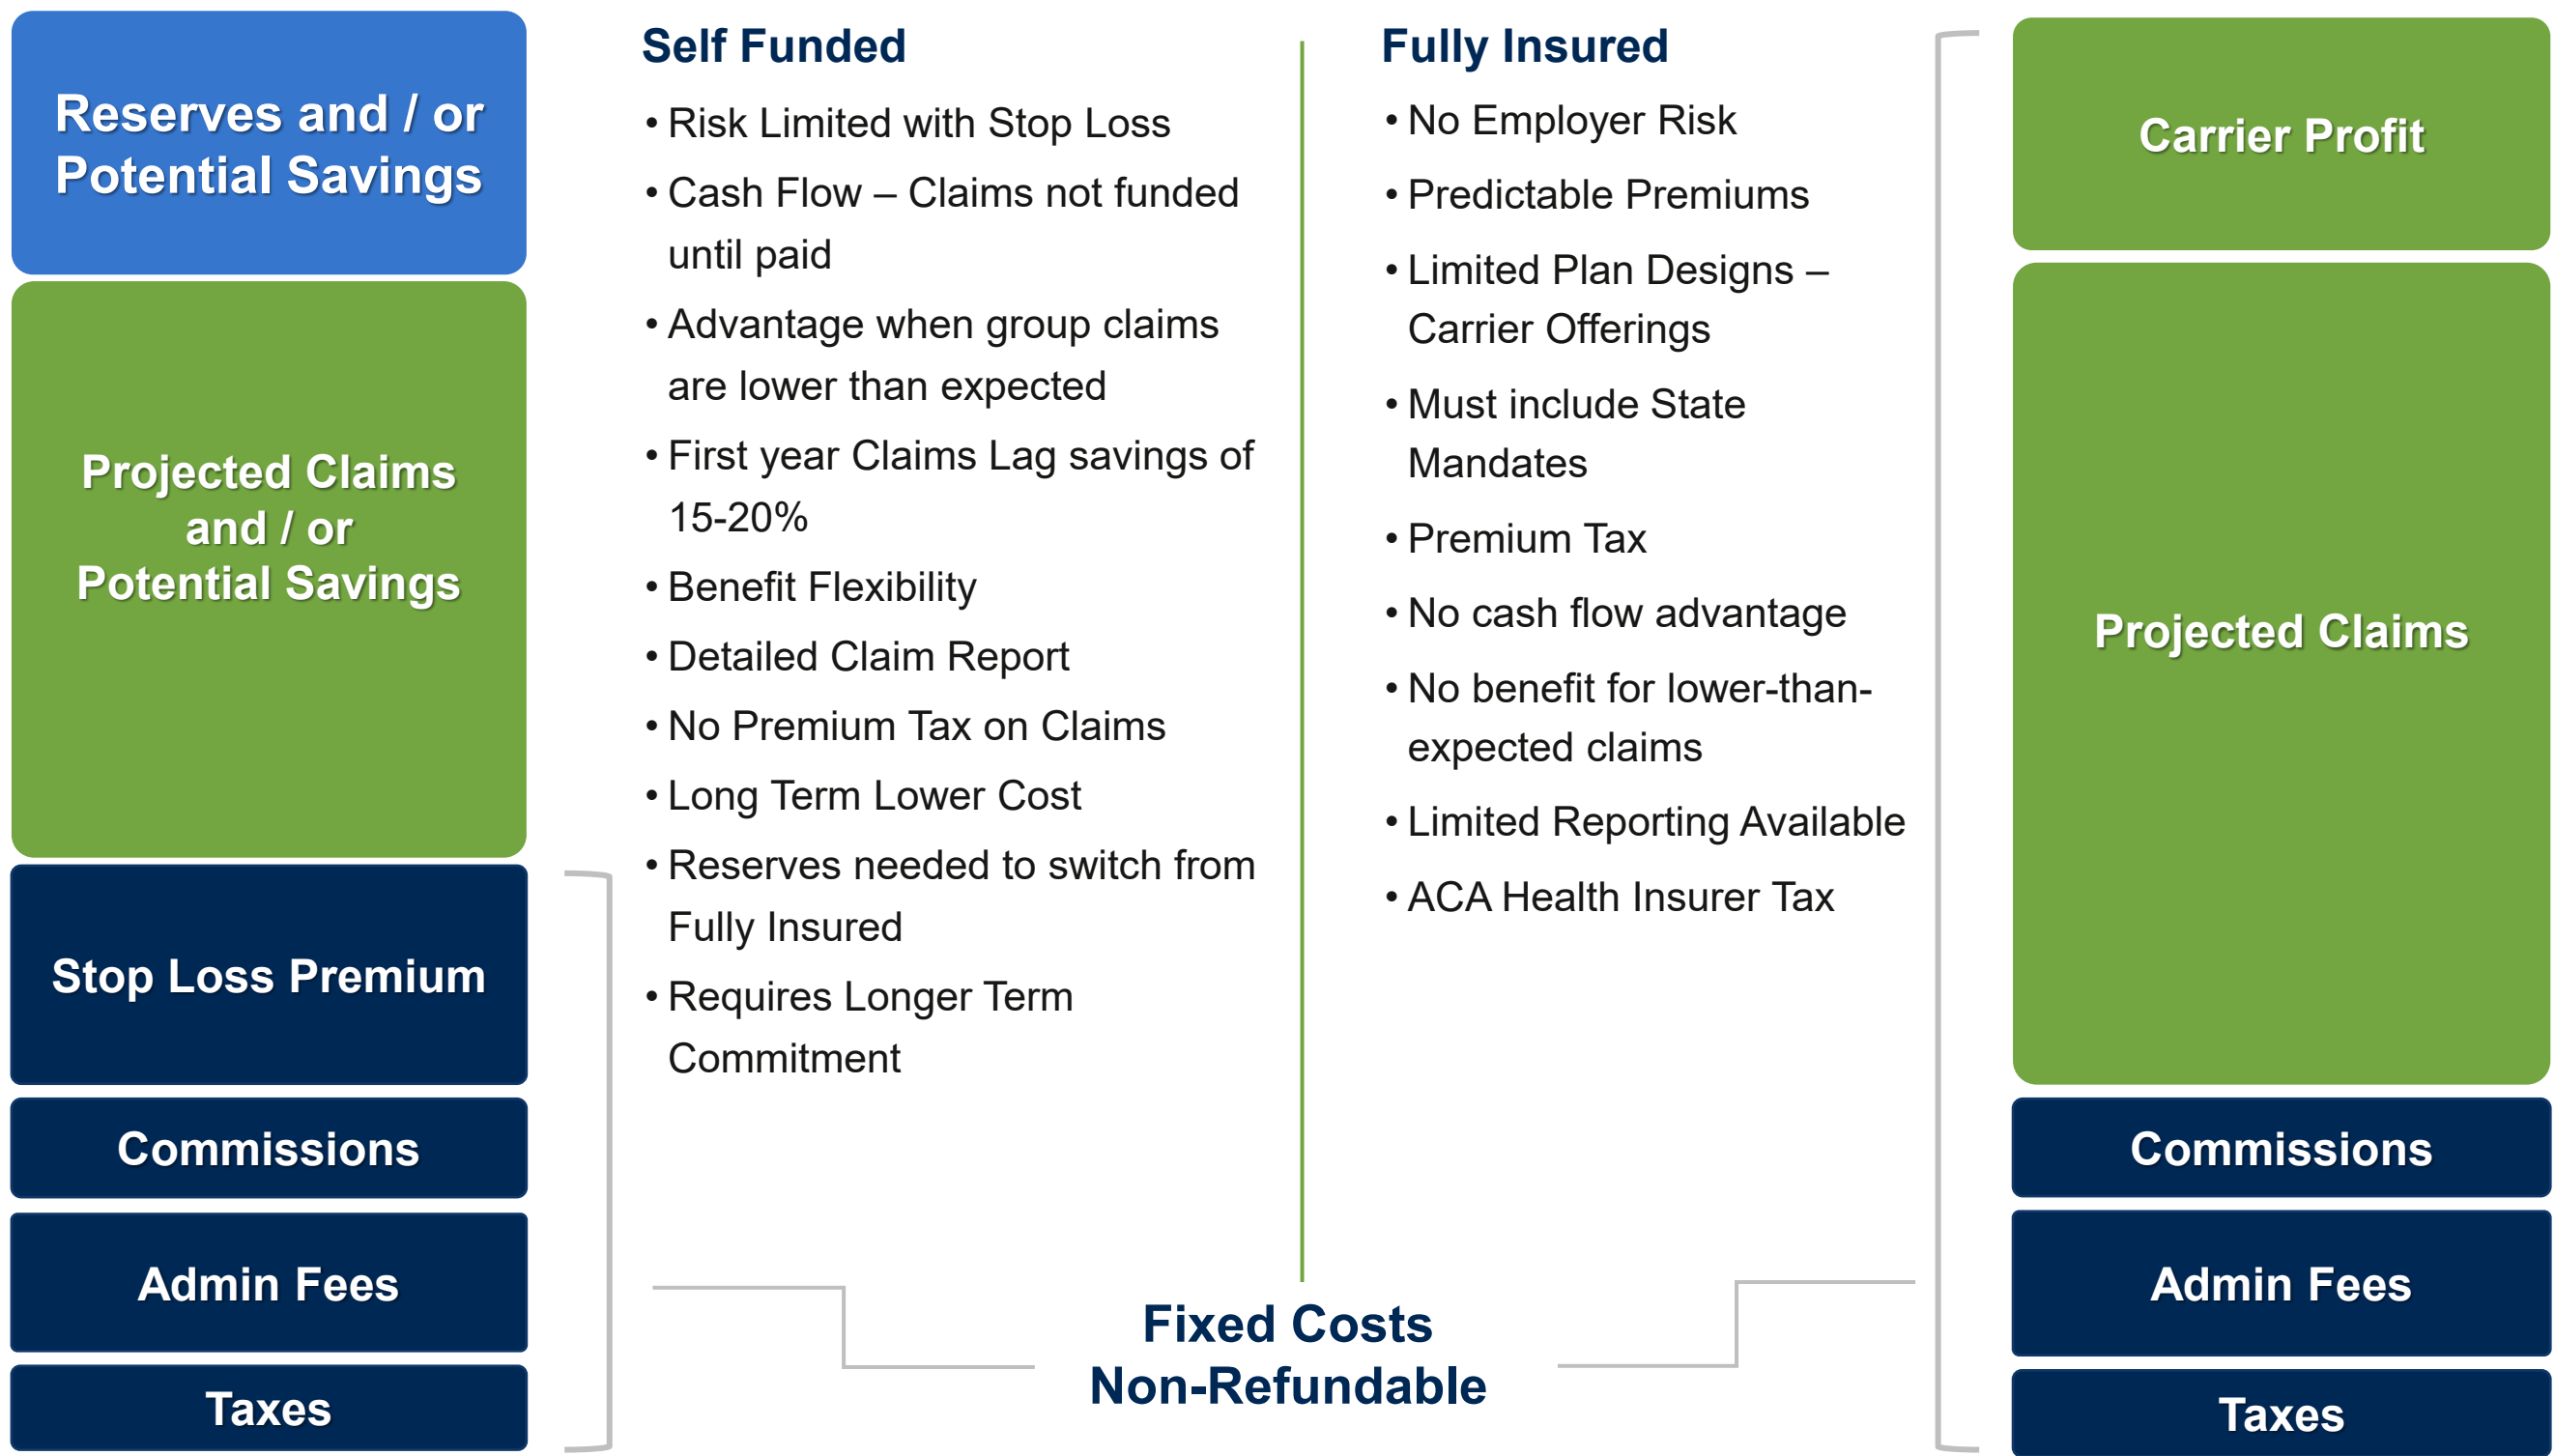 Reserves and / or
Potential Savings
Projected Claims
and / or
Potential Savings
Stop Loss Premium
Commissions
Admin Fees
Taxes
Self Funded
• Risk Limited with Stop Loss
• Cash Flow – Claims not funded
until paid
• Advantage when group claims
are lower than expected
• First year Claims Lag savings of
15-20%
• Benefit Flexibility
• Detailed Claim Report
• No Premium Tax on Claims
• Long Term Lower Cost
• Reserves needed to switch from
Fully Insured
• Requires Longer Term
Commitment
Fully Insured
• No Employer Risk
• Predictable Premiums
• Limited Plan Designs –
Carrier Offerings
• Must include State
Mandates
• Premium Tax
• No cash flow advantage
• No benefit for lower-than-
expected claims
• Limited Reporting Available
• ACA Health Insurer Tax
Fixed Costs
Non-Refundable
Carrier Profit
Projected Claims
Commissions
Admin Fees
Taxes